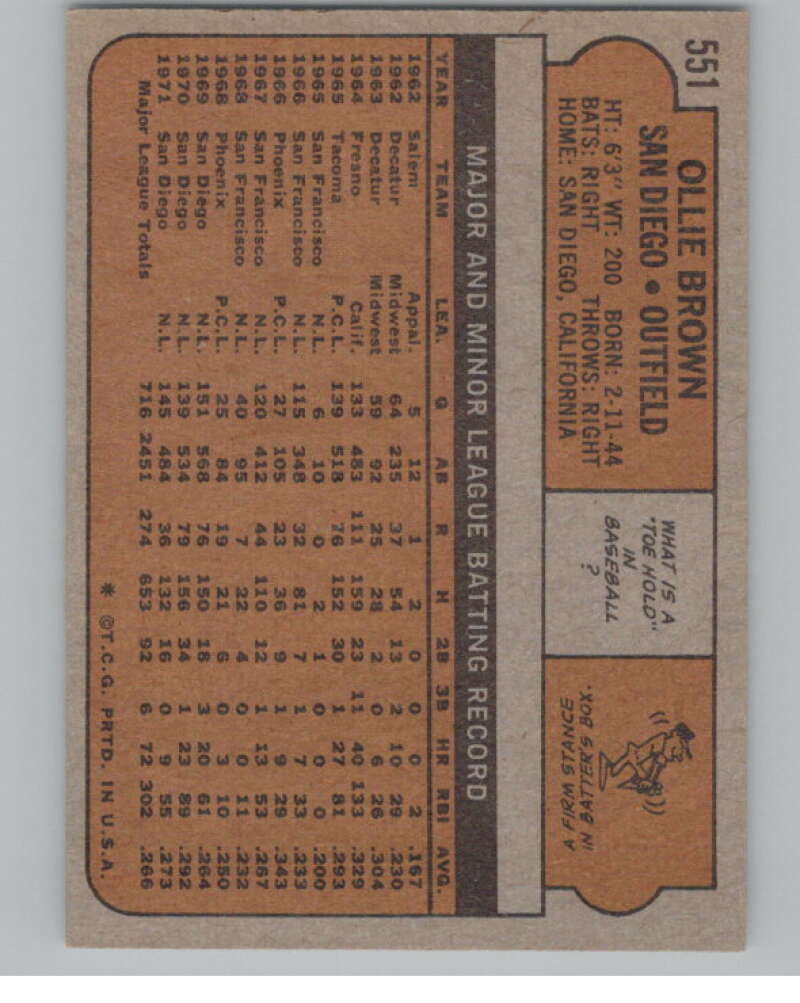 551
OLLIE BROWN
SAN DIEGO • OUTFIELD
HT: 6'3" WT: 200 BORN: 2-11-44
BATS: RIGHT THROWS: RIGHT
HOME: SAN DIEGO, CALIFORNIA
WHAT IS A
"TOE HOLD"
IN
BASEBALL
?
A FIRM STANCE
IN BATTER'S BOX.
MAJOR AND MINOR LEAGUE BATTING RECORD
YEAR TEAM LEA. G AB R H 2B 3B HR RBI AVG.
1962 Salem Appal. 5 12 1 2 0 0 0 2 .167
1962 Decatur Midwest 64 235 37 54 13 2 10 29 .230
1963 Decatur Midwest 59 92 25 28 2 0 6 26 .304
1964 Fresno Calif. 133 483 111 159 23 11 40 133 .329
1965 Tacoma P.C.L. 139 518 76 152 30 1 27 81 .293
1965 San Francisco N.L. 6 10 0 2 1 0 0 0 .200
1966 San Francisco N.L. 115 348 32 81 7 1 7 33 .233
1966 Phoenix P.C.L. 27 105 23 36 9 1 9 29 .343
1967 San Francisco N.L. 120 412 44 110 12 1 13 53 .267
1968 San Francisco N.L. 40 95 7 22 4 0 0 11 .232
1968 Phoenix P.C.L. 25 84 19 21 6 0 3 10 .250
1969 San Diego N.L. 151 568 76 150 18 3 20 61 .264
1970 San Diego N.L. 139 534 79 156 34 1 23 89 .292
1971 San Diego N.L. 145 484 36 132 16 0 9 55 .273
Major League Totals 716 2451 274 653 92 6 72 302 .266
* ©T.C.G. PRTD. IN U.S.A.